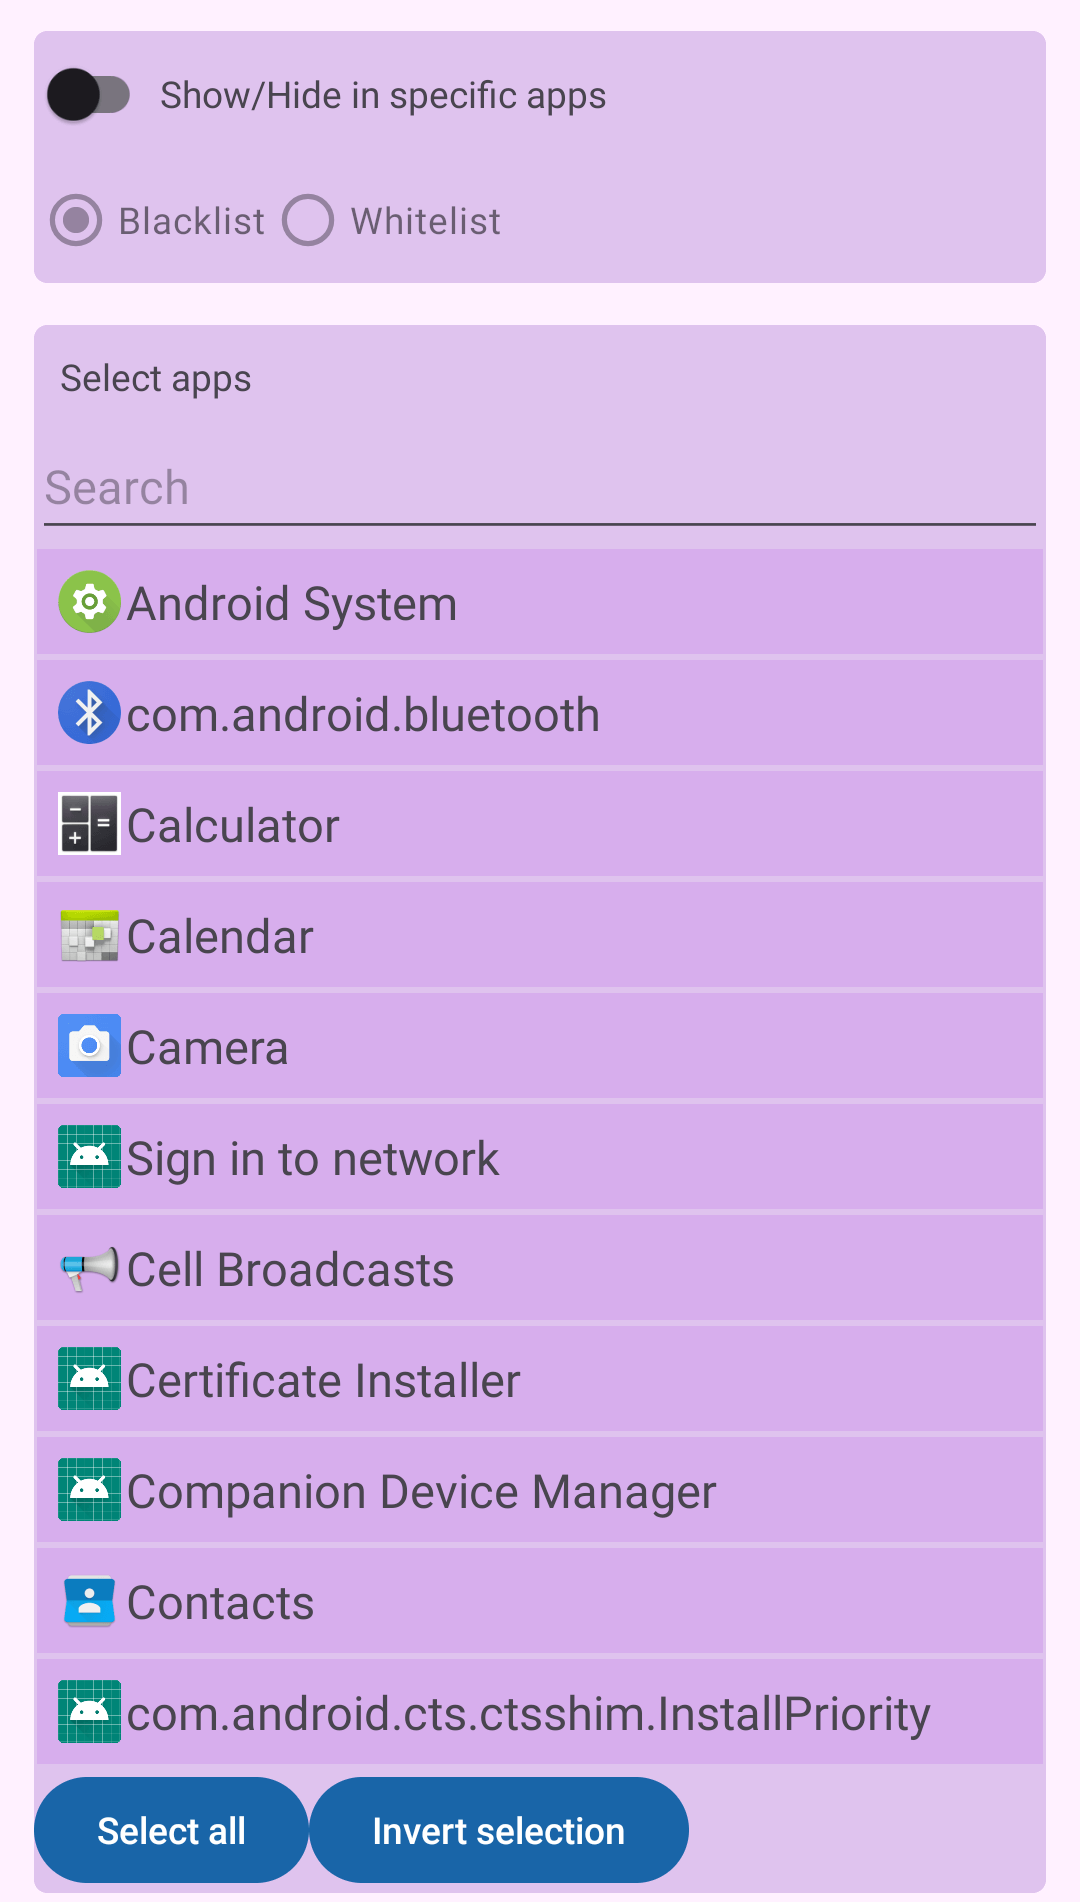 Show/Hide in specific apps
Blacklist Whitelist
Select apps
Search
Android System
com.android.bluetooth
Calculator
Calendar
Camera
Sign in to network
Cell Broadcasts
Certificate Installer
Companion Device Manager
Contacts
com.android.cts.ctsshim.InstallPriority
Select all Invert selection